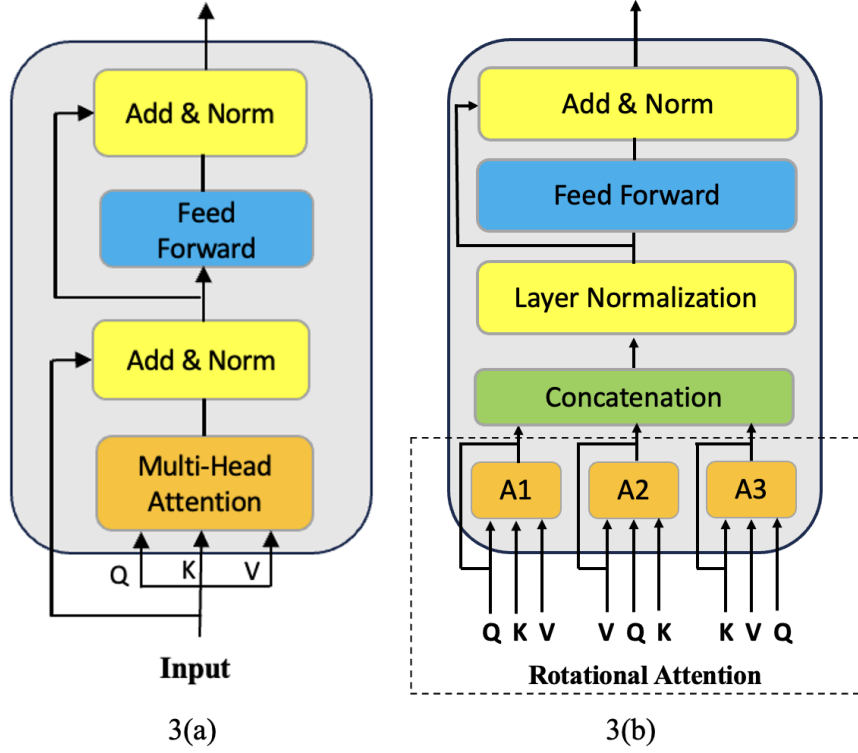 Add & Norm
Feed
Forward
Add & Norm
Multi-Head
Attention
Q K V
Input
3(a)
Add & Norm
Feed Forward
Layer Normalization
Concatenation
A1 A2 A3
Q K V V Q K K V Q
Rotational Attention
3(b)